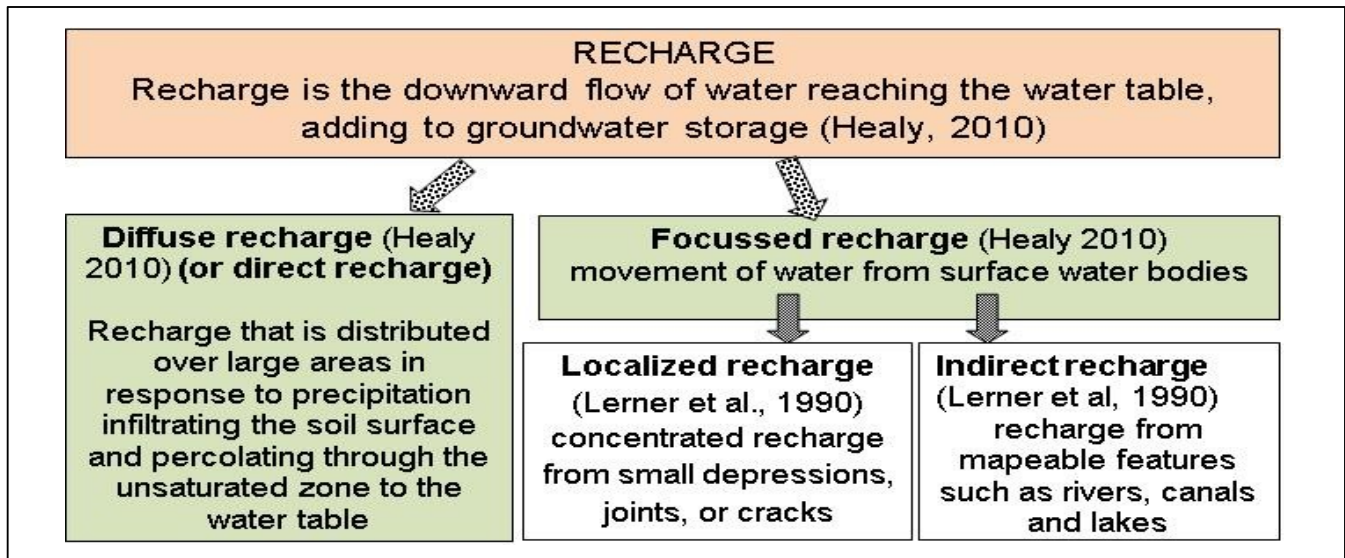 RECHARGE
Recharge is the downward flow of water reaching the water table,
adding to groundwater storage (Healy, 2010)
Diffuse recharge (Healy
2010) (or direct recharge)
Recharge that is distributed
over large areas in
response to precipitation
infiltrating the soil surface
and percolating through the
unsaturated zone to the
water table
Focussed recharge (Healy 2010)
movement of water from surface water bodies
Localized recharge
(Lerner et al., 1990)
concentrated recharge
from small depressions,
joints, or cracks
Indirect recharge
(Lerner et al, 1990)
recharge from
mapeable features
such as rivers, canals
and lakes